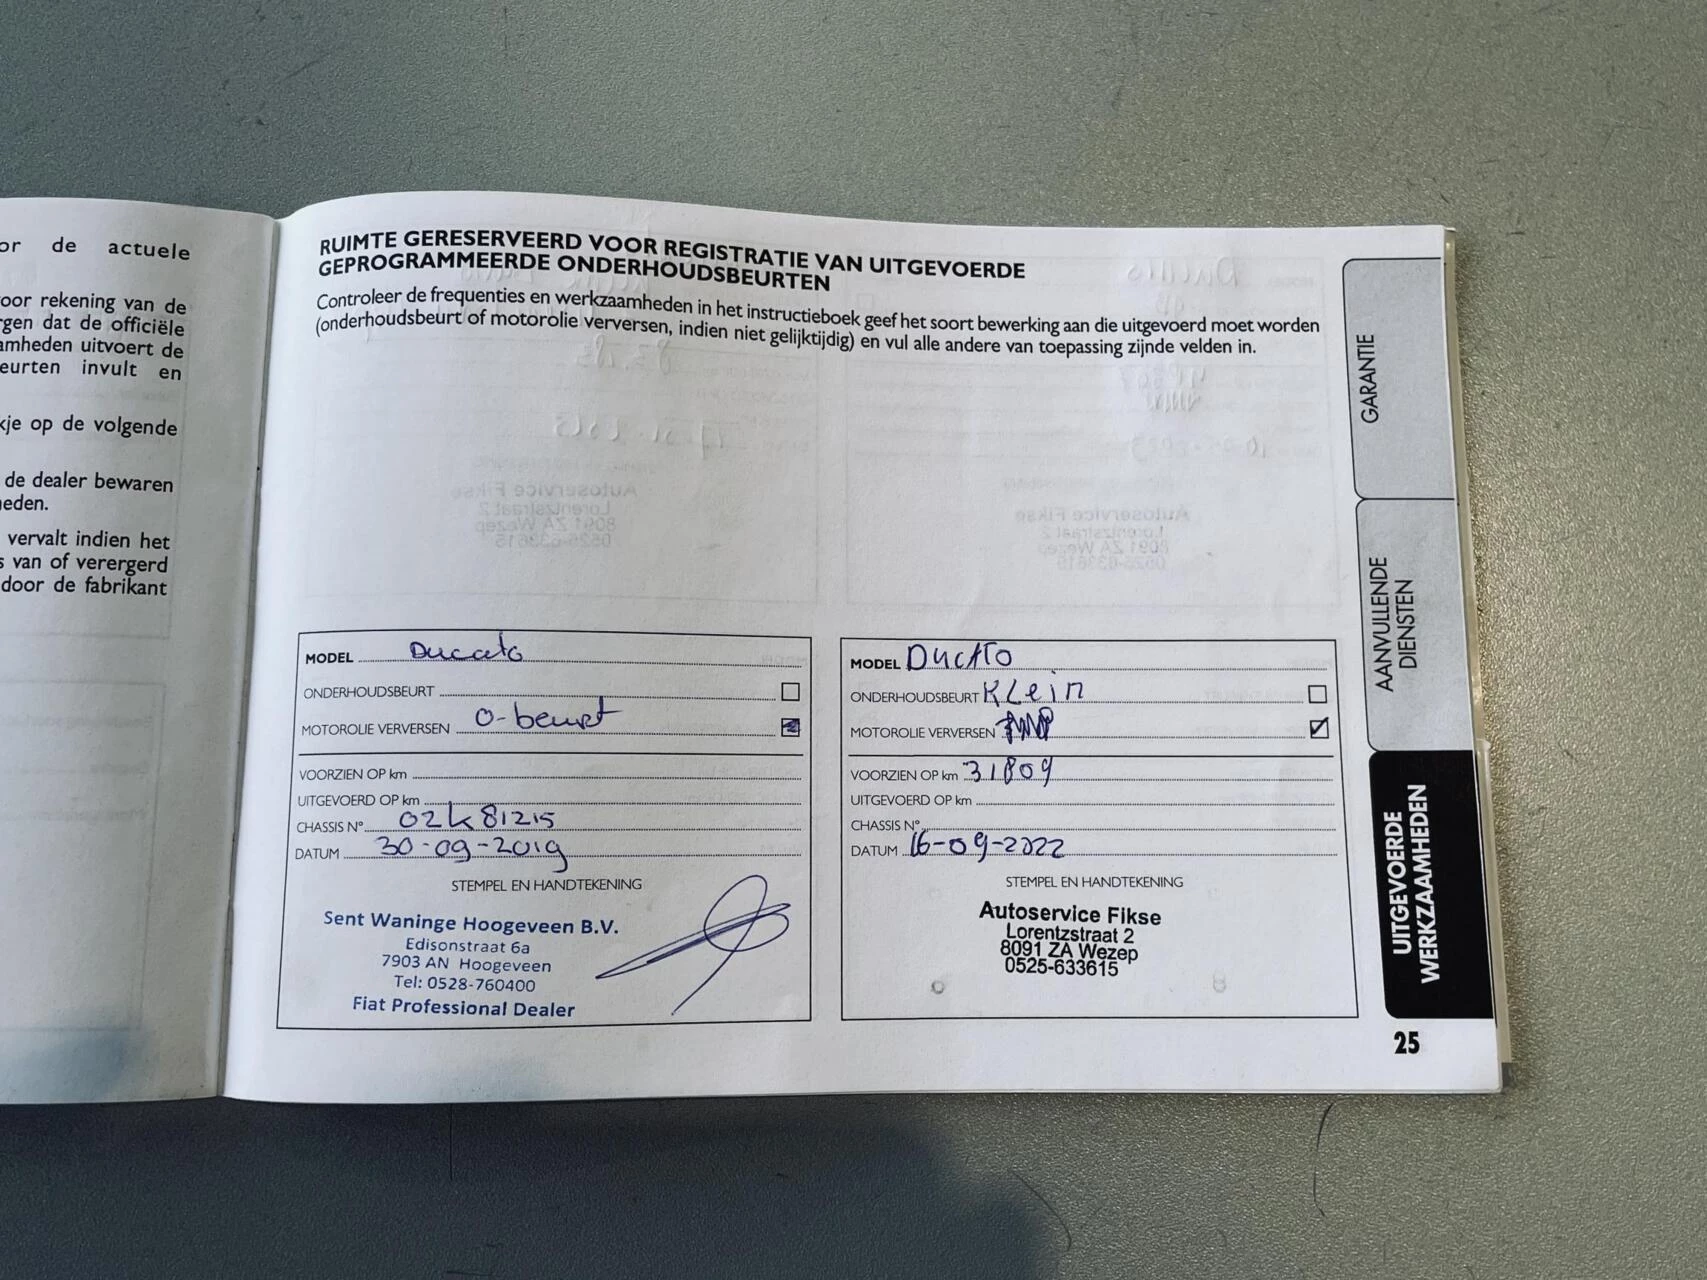 or de actuele
oor rekening van de
rgen dat de officiële
amheden uitvoert de
eurten invult en
kje op de volgende
de dealer bewaren
heden.
vervalt indien het
s van of verergerd
door de fabrikant
RUIMTE GERESERVEERD VOOR REGISTRATIE VAN UITGEVOERDE
GEPROGRAMMEERDE ONDERHOUDSBEURTEN
Controleer de frequenties en werkzaamheden in het instructieboek geef het soort bewerking aan die uitgevoerd moet worden
(onderhoudsbeurt of motorolie verversen, indien niet gelijktijdig) en vul alle andere van toepassing zijnde velden in.
MODEL Ducato
ONDERHOUDSBEURT
MOTOROLIE VERVERSEN O-beurt
VOORZIEN OP km
UITGEVOERD OP km
CHASSIS N° 02K81215
DATUM 30-09-2019
STEMPEL EN HANDTEKENING
Sent Waninge Hoogeveen B.V.
Edisonstraat 6a
7903 AN Hoogeveen
Tel: 0528-760400
Fiat Professional Dealer
MODEL DUCATO
ONDERHOUDSBEURT KLein
MOTOROLIE VERVERSEN
VOORZIEN OP km 31809
UITGEVOERD OP km
CHASSIS N°
DATUM 16-09-2022
STEMPEL EN HANDTEKENING
Autoservice Fikse
Lorentzstraat 2
8091 ZA Wezep
0525-633615
GARANTIE
AANVULLENDE
DIENSTEN
UITGEVOERDE
WERKZAAMHEDEN
25